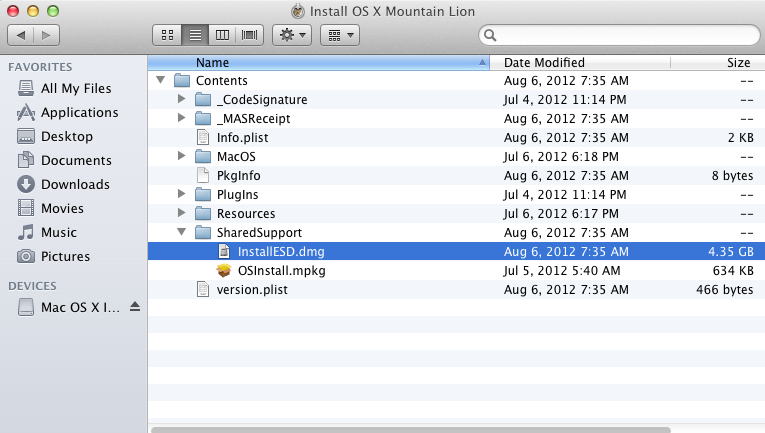 Install OS X Mountain Lion
FAVORITES
All My Files
Applications
Desktop
Documents
Downloads
Movies
Music
Pictures
DEVICES
Mac OS X I...
Name Date Modified Size
Contents Aug 6, 2012 7:35 AM --
_CodeSignature Jul 4, 2012 11:14 PM --
_MASReceipt Aug 6, 2012 7:35 AM --
Info.plist Aug 6, 2012 7:35 AM 2 KB
MacOS Jul 6, 2012 6:18 PM --
PkgInfo Aug 6, 2012 7:35 AM 8 bytes
PlugIns Jul 4, 2012 11:14 PM --
Resources Jul 6, 2012 6:17 PM --
SharedSupport Aug 6, 2012 7:35 AM --
InstallESD.dmg Aug 6, 2012 7:35 AM 4.35 GB
OSInstall.mpkg Jul 5, 2012 5:40 AM 634 KB
version.plist Aug 6, 2012 7:35 AM 466 bytes